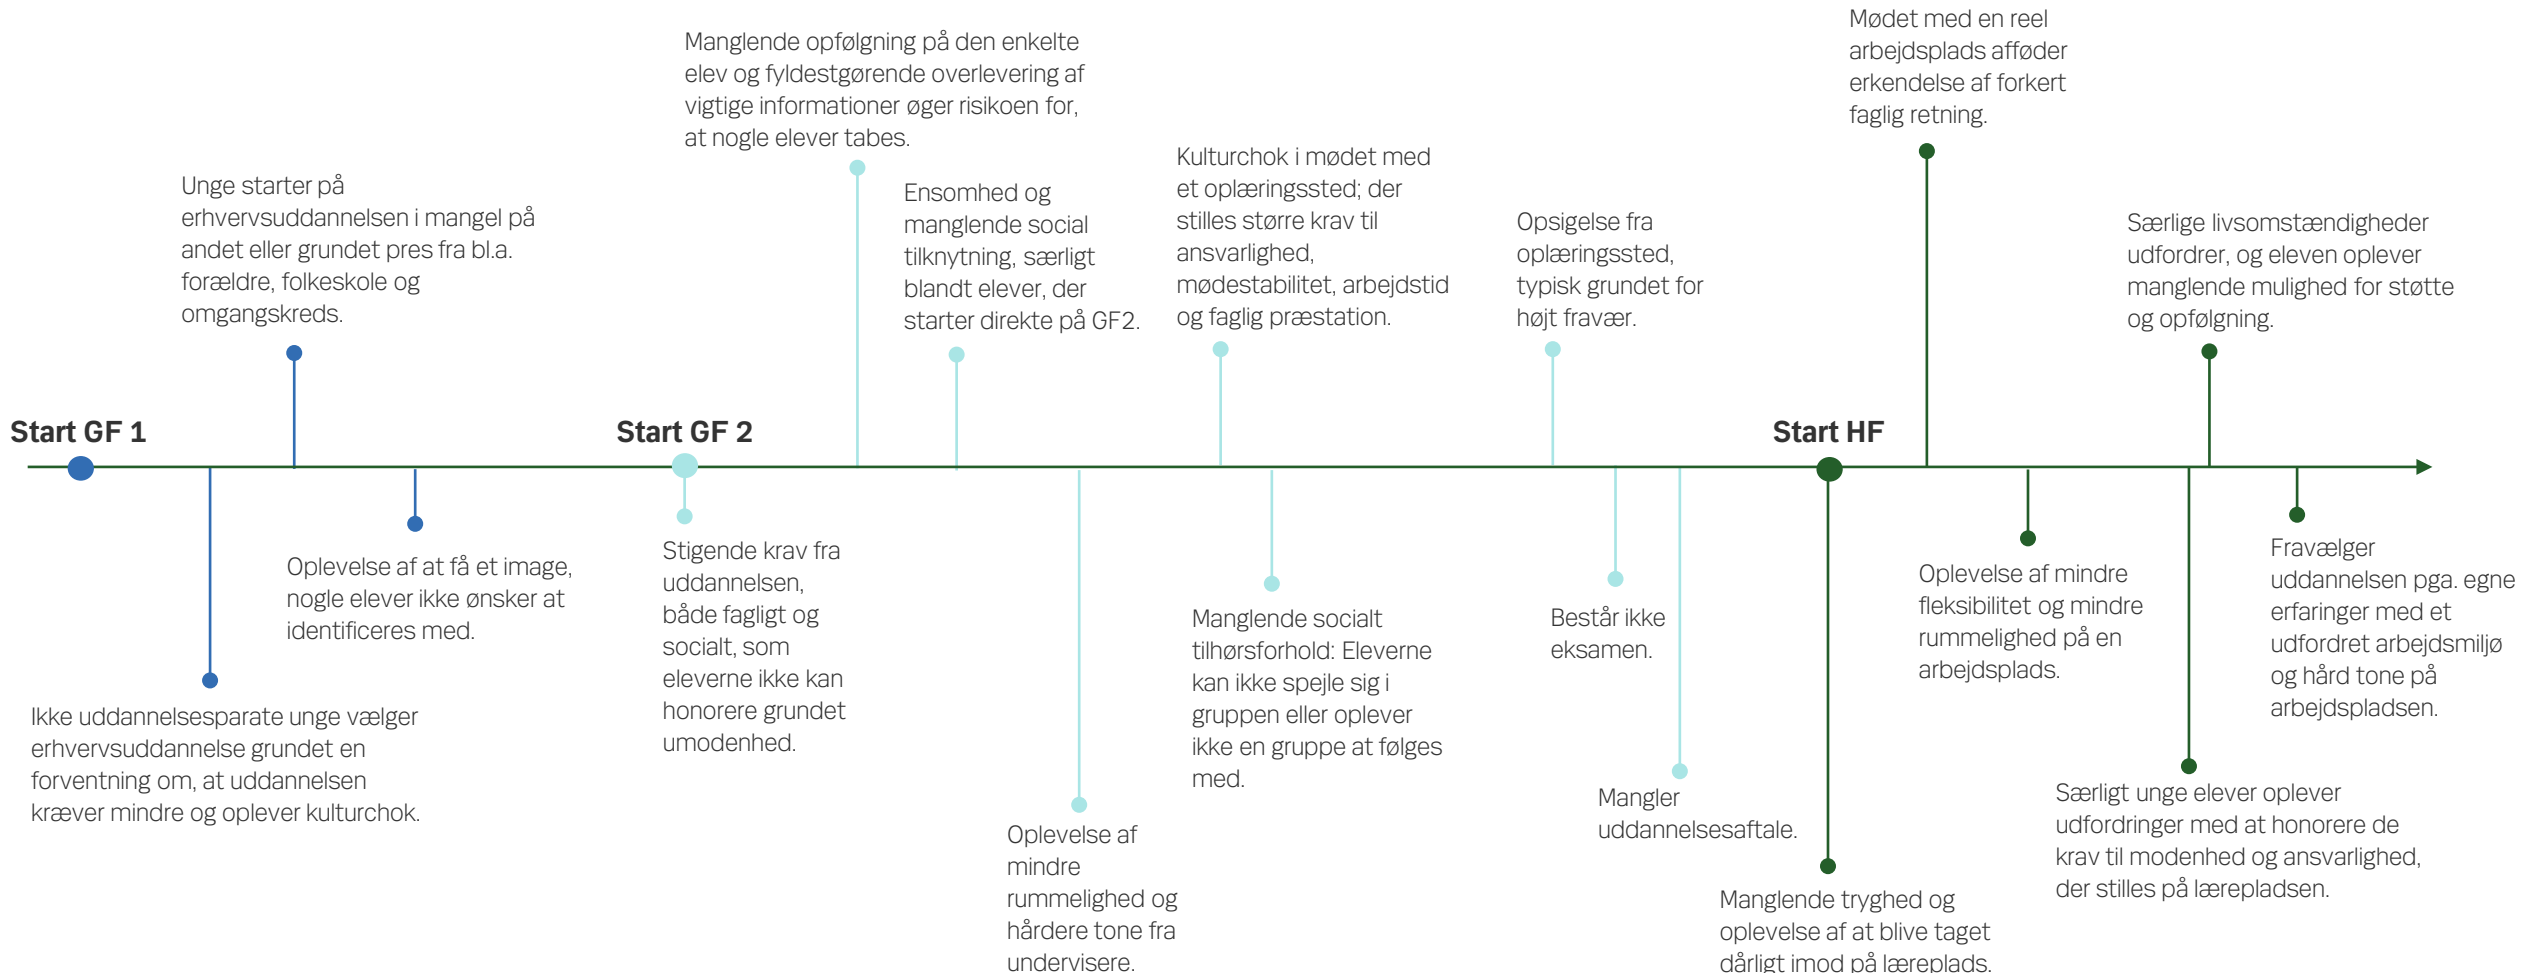 Manglende opfølgning på den enkelte
elev og fyldestgørende overlevering af
vigtige informationer øger risikoen for,
at nogle elever tabes.
Mødet med en reel
arbejdsplads afføder
erkendelse af forkert
faglig retning.
Unge starter på
erhvervsuddannelsen i mangel på
andet eller grundet pres fra bl.a.
forældre, folkeskole og
omgangskreds.
Ensomhed og
manglende social
tilknytning, særligt
blandt elever, der
starter direkte på GF2.
Kulturchok i mødet med
et oplæringssted; der
stilles større krav til
ansvarlighed,
mødestabilitet, arbejdstid
og faglig præstation.
Opsigelse fra
oplæringssted,
typisk grundet for
højt fravær.
Særlige livsomstændigheder
udfordrer, og eleven oplever
manglende mulighed for støtte
og opfølgning.
Start GF 1
Start GF 2
Start HF
Ikke uddannelsesparate unge vælger
erhvervsuddannelse grundet en
forventning om, at uddannelsen
kræver mindre og oplever kulturchok.
Oplevelse af at få et image,
nogle elever ikke ønsker at
identificeres med.
Stigende krav fra
uddannelsen,
både fagligt og
socialt, som
eleverne ikke kan
honorere grundet
umodenhed.
Oplevelse af
mindre
rummelighed og
hårdere tone fra
undervisere.
Manglende socialt
tilhørsforhold: Eleverne
kan ikke spejle sig i
gruppen eller oplever
ikke en gruppe at følges
med.
Består ikke
eksamen.
Mangler
uddannelsesaftale.
Manglende tryghed og
oplevelse af at blive taget
dårligt imod på læreplads.
Oplevelse af mindre
fleksibilitet og mindre
rummelighed på en
arbejdsplads.
Særligt unge elever oplever
udfordringer med at honorere de
krav til modenhed og ansvarlighed,
der stilles på lærepladsen.
Fravælger
uddannelsen pga. egne
erfaringer med et
udfordret arbejdsmiljø
og hård tone på
arbejdspladsen.